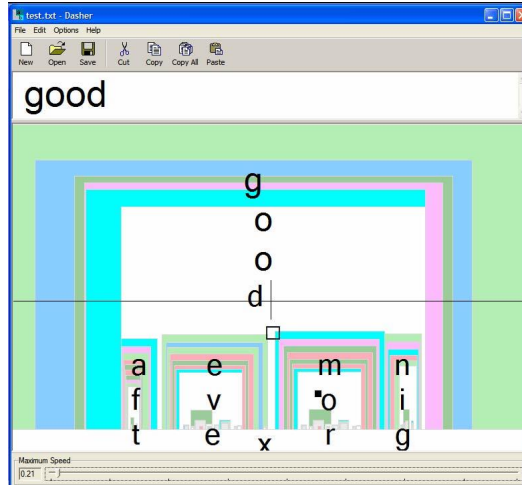 test.txt - Dasher
File Edit Options Help
New Open Save Cut Copy Copy All Paste
good
g
o
o
d
a e m n
f v o i
t e x r g
Maximum Speed
0.21